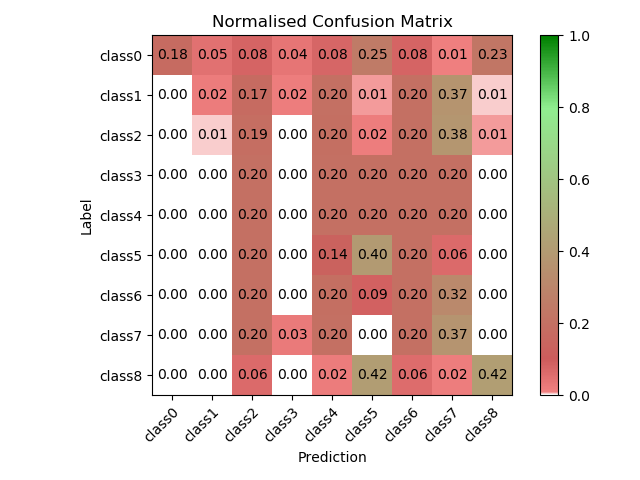 Normalised Confusion Matrix
class0 0.18 0.05 0.08 0.04 0.08 0.25 0.08 0.01 0.23
class1 0.00 0.02 0.17 0.02 0.20 0.01 0.20 0.37 0.01
class2 0.00 0.01 0.19 0.00 0.20 0.02 0.20 0.38 0.01
class3 0.00 0.00 0.20 0.00 0.20 0.20 0.20 0.20 0.00
class4 0.00 0.00 0.20 0.00 0.20 0.20 0.20 0.20 0.00
class5 0.00 0.00 0.20 0.00 0.14 0.40 0.20 0.06 0.00
class6 0.00 0.00 0.20 0.00 0.20 0.09 0.20 0.32 0.00
class7 0.00 0.00 0.20 0.03 0.20 0.00 0.20 0.37 0.00
class8 0.00 0.00 0.06 0.00 0.02 0.42 0.06 0.02 0.42
class0 class1 class2 class3 class4 class5 class6 class7 class8
Prediction
Label
1.0
0.8
0.6
0.4
0.2
0.0